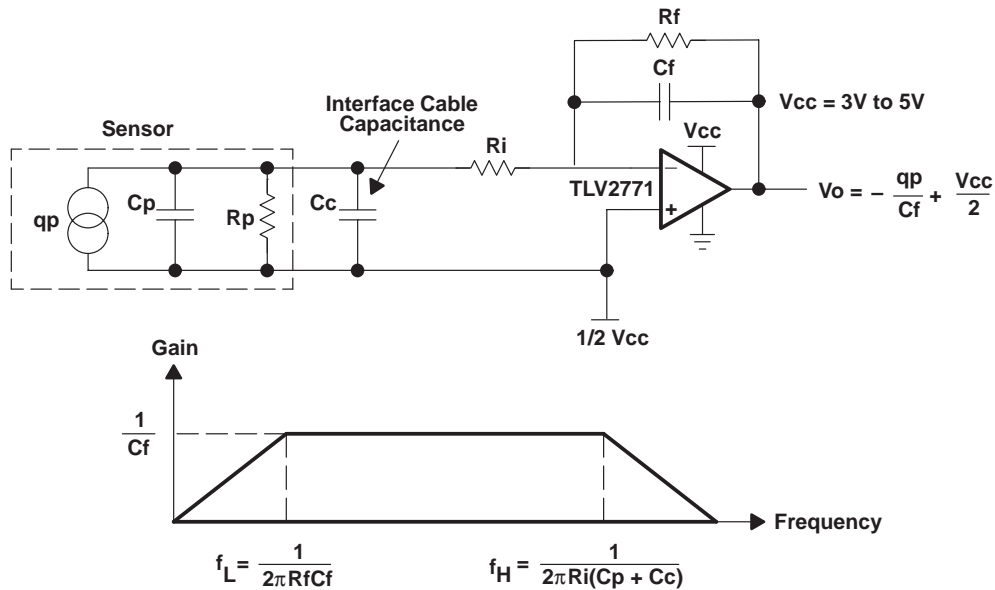 Rf
Cf
Vcc = 3V to 5V
Interface Cable
Capacitance
Sensor
Ri
Vcc
TLV2771
−
+
qp
Cp
Rp
Cc
Vo = − qp/Cf + Vcc/2
1/2 Vcc
Gain
1/Cf
Frequency
fL = 1/2πRfCf
fH = 1/2πRi(Cp + Cc)